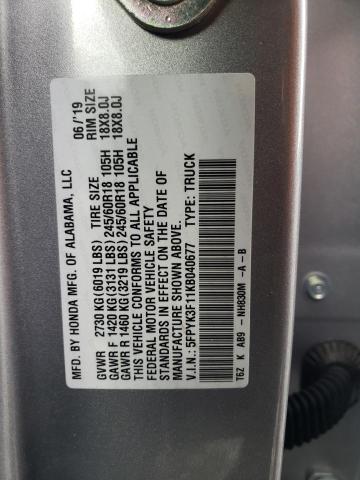 MFD. BY HONDA MFG. OF ALABAMA, LLC 06/'19
TIRE SIZE RIM SIZE
GVWR 2730 KG(6019 LBS)
GAWR F 1420 KG(3131 LBS) 245/60R18 105H 18X8.0J
GAWR R 1460 KG(3219 LBS) 245/60R18 105H 18X8.0J
THIS VEHICLE CONFORMS TO ALL APPLICABLE
FEDERAL MOTOR VEHICLE SAFETY
STANDARDS IN EFFECT ON THE DATE OF
MANUFACTURE SHOWN ABOVE.
V.I.N.: 5FPYK3F11KB040677 TYPE: TRUCK
T6Z K AB9 - NH830M -A -B